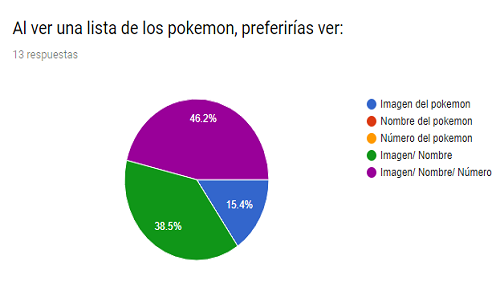 Al ver una lista de los pokemon, preferirías ver:
13 respuestas
46.2%
15.4%
38.5%
Imagen del pokemon
Nombre del pokemon
Número del pokemon
Imagen/ Nombre
Imagen/ Nombre/ Número